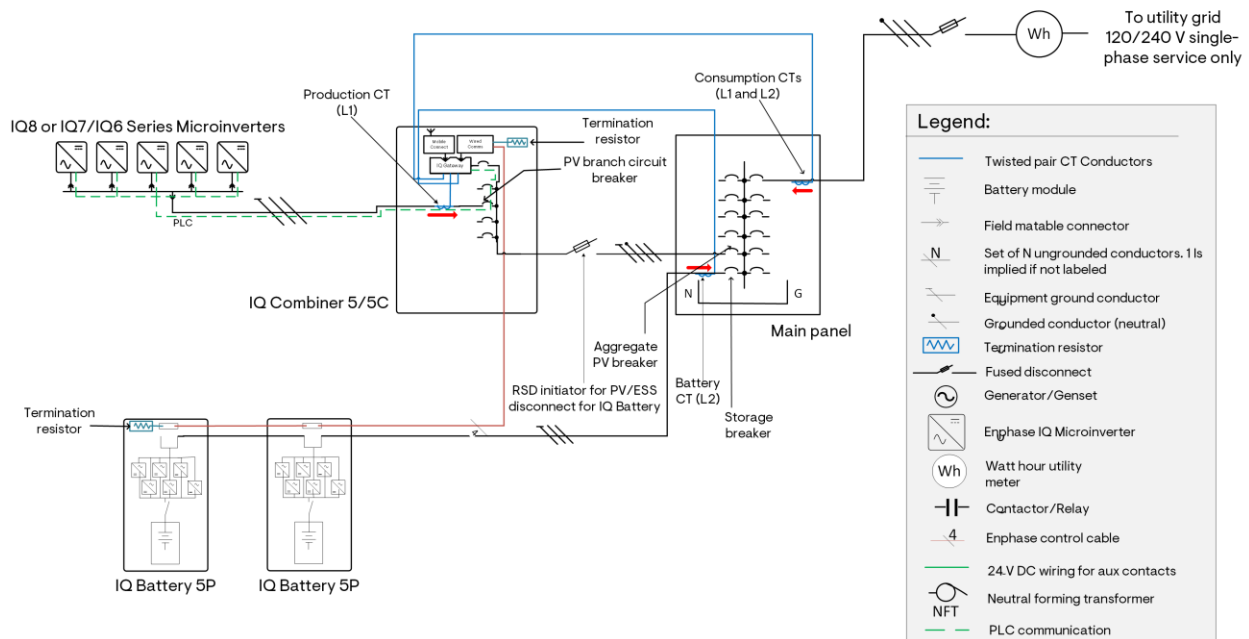 To utility grid
120/240 V single-
phase service only
Wh
Consumption CTs
(L1 and L2)
Production CT
(L1)
IQ8 or IQ7/IQ6 Series Microinverters
Termination
resistor
PV branch circuit
breaker
Mobile
Connect
Wired
Comms
IQ Gateway
PLC
IQ Combiner 5/5C
N
G
Main panel
Aggregate
PV breaker
RSD initiator for PV/ESS
disconnect for IQ Battery
Battery
CT (L2)
Storage
breaker
Termination
resistor
4
IQ Battery 5P
IQ Battery 5P
Legend:
Twisted pair CT Conductors
Battery module
Field matable connector
N
Set of N ungrounded conductors. 1 Is
implied if not labeled
Equipment ground conductor
Grounded conductor (neutral)
Termination resistor
Fused disconnect
Generator/Genset
Enphase IQ Microinverter
Wh
Watt hour utility
meter
Contactor/Relay
4
Enphase control cable
24.V DC wiring for aux contacts
NFT
Neutral forming transformer
PLC communication